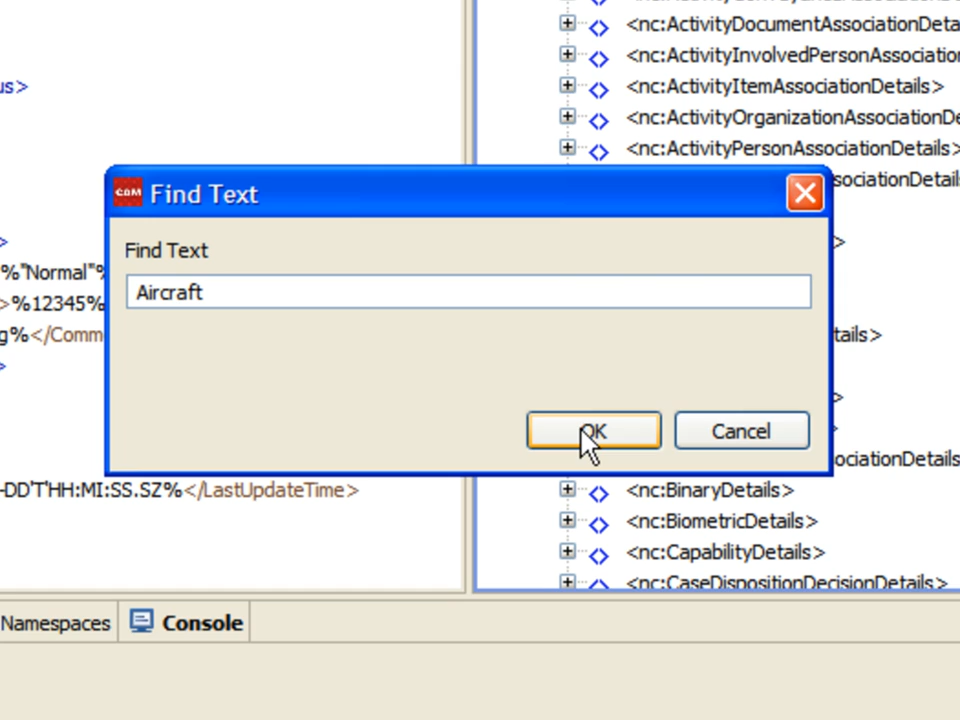 us>
<nc:ActivityDocumentAssociationDeta
<nc:ActivityInvolvedPersonAssociation
<nc:ActivityItemAssociationDetails>
<nc:ActivityOrganizationAssociationDe
<nc:ActivityPersonAssociationDetails>
sociationDetails
CAM Find Text
Find Text
Aircraft
OK
Cancel
>
%"Normal"%
>%12345%
g%</Comm
>
tails>
>
>
ociationDetails
-DD'T'HH:MI:SS.SZ%</LastUpdateTime>
<nc:BinaryDetails>
<nc:BiometricDetails>
<nc:CapabilityDetails>
<nc:CaseDispositionDecisionDetails>
Namespaces
Console